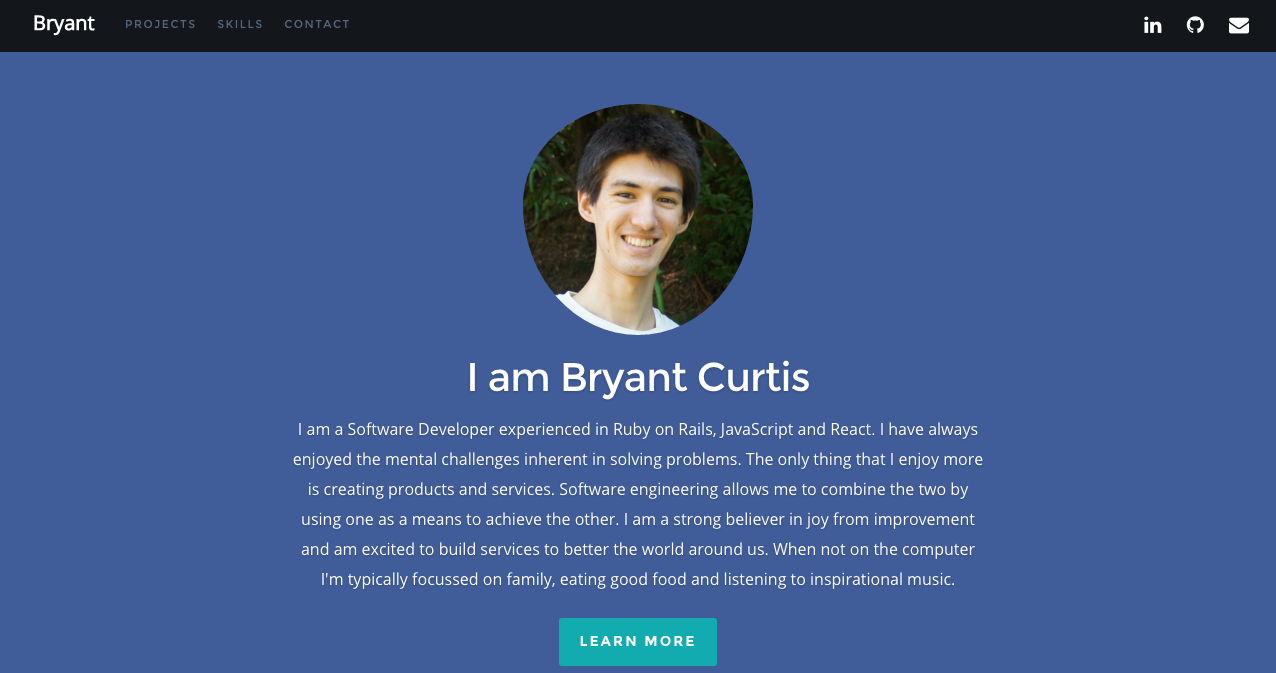 Bryant PROJECTS SKILLS CONTACT
I am Bryant Curtis
I am a Software Developer experienced in Ruby on Rails, JavaScript and React. I have always
enjoyed the mental challenges inherent in solving problems. The only thing that I enjoy more
is creating products and services. Software engineering allows me to combine the two by
using one as a means to achieve the other. I am a strong believer in joy from improvement
and am excited to build services to better the world around us. When not on the computer
I'm typically focussed on family, eating good food and listening to inspirational music.
LEARN MORE